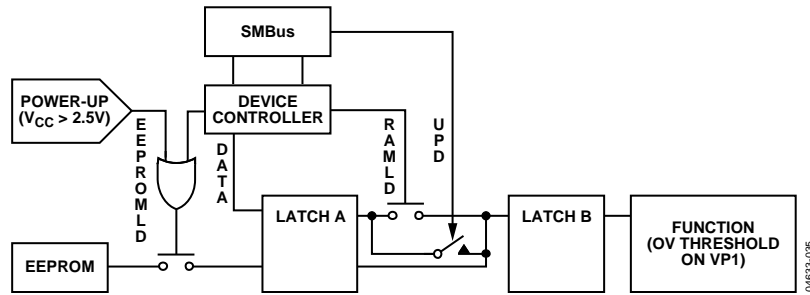 SMBus
POWER-UP
(VCC > 2.5V)
DEVICE
CONTROLLER
EEPROMLD
DATA
RAMLD
UPD
LATCH A
LATCH B
FUNCTION
(OV THRESHOLD
ON VP1)
EEPROM
04633-036